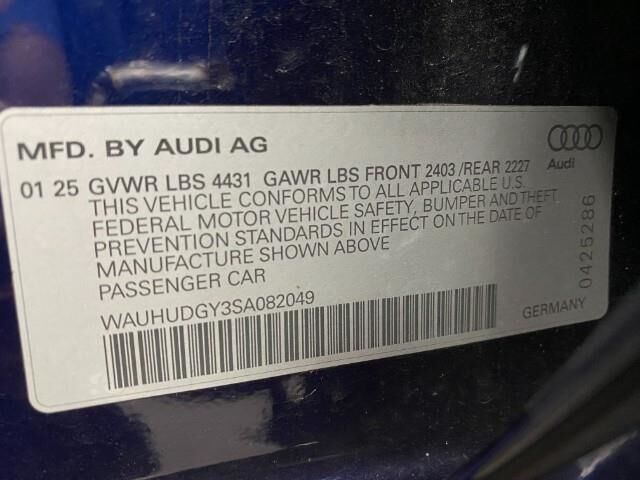 MFD. BY AUDI AG
01 25 GVWR LBS 4431 GAWR LBS FRONT 2403 /REAR 2227
THIS VEHICLE CONFORMS TO ALL APPLICABLE U.S.
FEDERAL MOTOR VEHICLE SAFETY, BUMPER AND THEFT
PREVENTION STANDARDS IN EFFECT ON THE DATE OF
MANUFACTURE SHOWN ABOVE
PASSENGER CAR
WAUHUDGY3SA082049
Audi
0425286
GERMANY